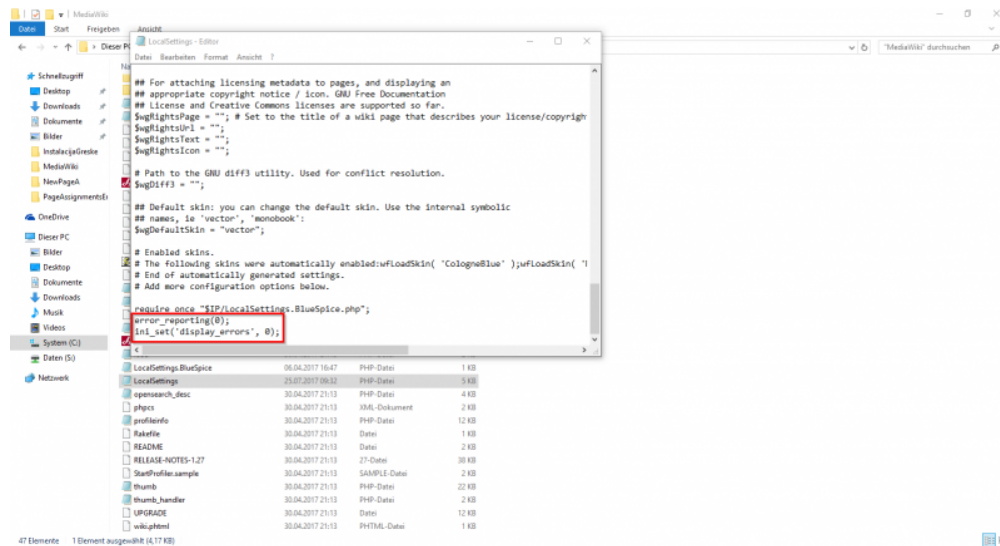 MediaWiki
Datei Start Freigeben Ansicht
Dieser PC
"MediaWiki" durchsuchen
Schnellzugriff
Desktop
Downloads
Dokumente
Bilder
InstalacijaGreske
MediaWiki
NewPageA
OneDrive
Dieser PC
Bilder
Desktop
Dokumente
Downloads
Musik
Videos
System (C:)
Daten (S:)
Netzwerk
LocalSettings - Editor
Datei Bearbeiten Format Ansicht ?
## For attaching licensing metadata to pages, and displaying an
## appropriate copyright notice / icon. GNU Free Documentation
## License and Creative Commons licenses are supported so far.
$wgRightsPage = ""; # Set to the title of a wiki page that describes your license/copyright
$wgRightsUrl = "";
$wgRightsText = "";
$wgRightsIcon = "";
# Path to the GNU diff3 utility. Used for conflict resolution.
$wgDiff3 = "";
## Default skin: you can change the default skin. Use the internal symbolic
## names, ie 'vector', 'monobook':
$wgDefaultSkin = "vector";
# Enabled skins.
# The following skins were automatically enabled:wfLoadSkin( 'CologneBlue' );wfLoadSkin(
# End of automatically generated settings.
# Add more configuration options below.
require_once "$IP/LocalSettings.BlueSpice.php";
error_reporting(0);
ini_set('display_errors', 0);
LocalSettings.BlueSpice 06.04.2017 16:47 PHP-Datei 1 KB
LocalSettings 25.07.2017 09:32 PHP-Datei 5 KB
opensearch_desc 30.04.2017 21:13 PHP-Datei 4 KB
phpcs 30.04.2017 21:13 XML-Dokument 2 KB
profileinfo 30.04.2017 21:13 PHP-Datei 12 KB
Rakefile 30.04.2017 21:13 Datei 1 KB
README 30.04.2017 21:13 Datei 2 KB
RELEASE-NOTES-1.27 30.04.2017 21:13 27-Datei 38 KB
StartProfiler.sample 30.04.2017 21:13 SAMPLE-Datei 2 KB
thumb 30.04.2017 21:13 PHP-Datei 22 KB
thumb_handler 30.04.2017 21:13 PHP-Datei 2 KB
UPGRADE 30.04.2017 21:13 Datei 12 KB
wiki.phtml 30.04.2017 21:13 PHTML-Datei 1 KB
47 Elemente 1 Element ausgewählt (4,17 KB)